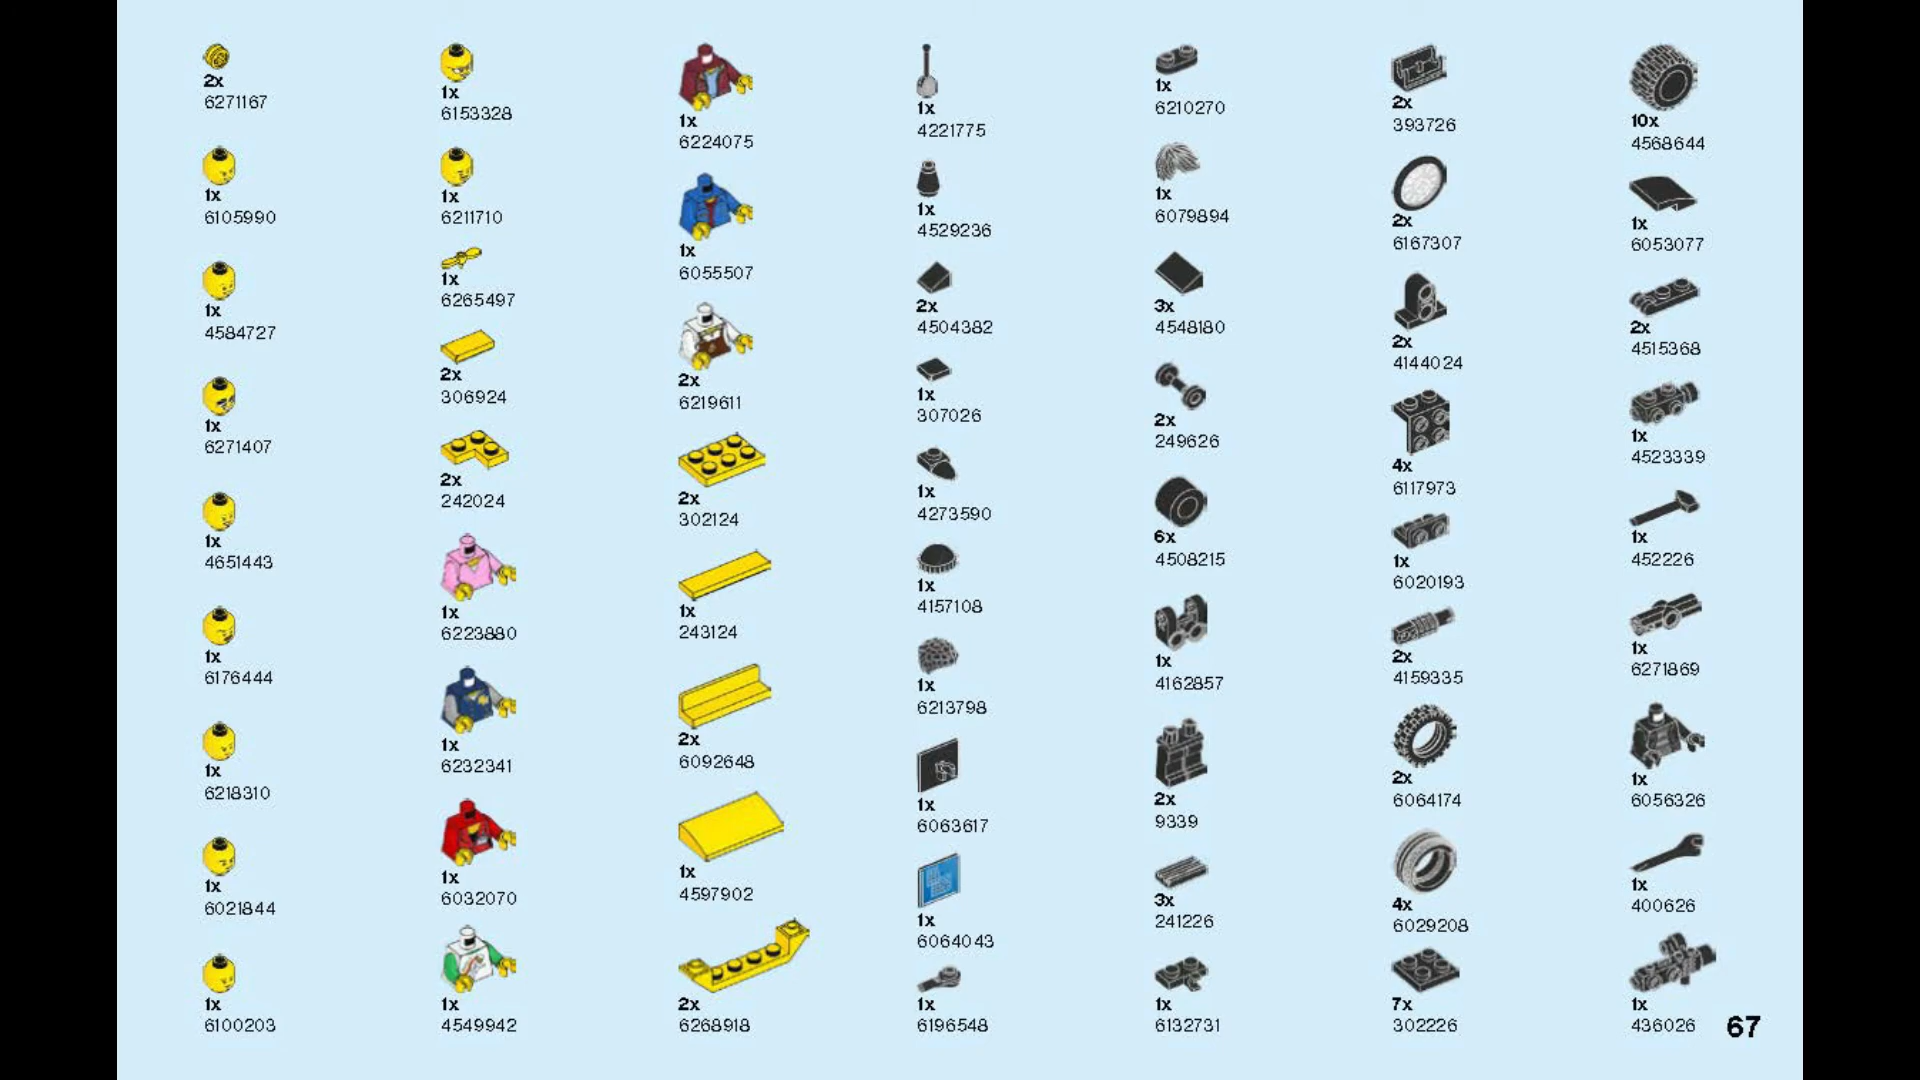 2x
6271167
1x
6105990
1x
4584727
1x
6271407
1x
4651443
1x
6176444
1x
6218310
1x
6021844
1x
6100203
1x
6153328
1x
6211710
1x
6265497
2x
306924
2x
242024
1x
6223880
1x
6232341
1x
6032070
1x
4549942
1x
6224075
1x
6055507
2x
6219611
2x
302124
1x
243124
2x
6092648
1x
4597902
2x
6268918
1x
4221775
1x
4529236
2x
4504382
1x
307026
1x
4273590
1x
4157108
1x
6213798
1x
6063617
1x
6064043
1x
6196548
1x
6210270
1x
6079894
3x
4548180
2x
249626
6x
4508215
1x
4162857
2x
9339
3x
241226
1x
6132731
2x
393726
2x
6167307
2x
4144024
4x
6117973
1x
6020193
2x
4159335
2x
6064174
4x
6029208
7x
302226
10x
4568644
1x
6053077
2x
4515368
1x
4523339
1x
452226
1x
6271869
1x
6056326
1x
400626
1x
436026
67